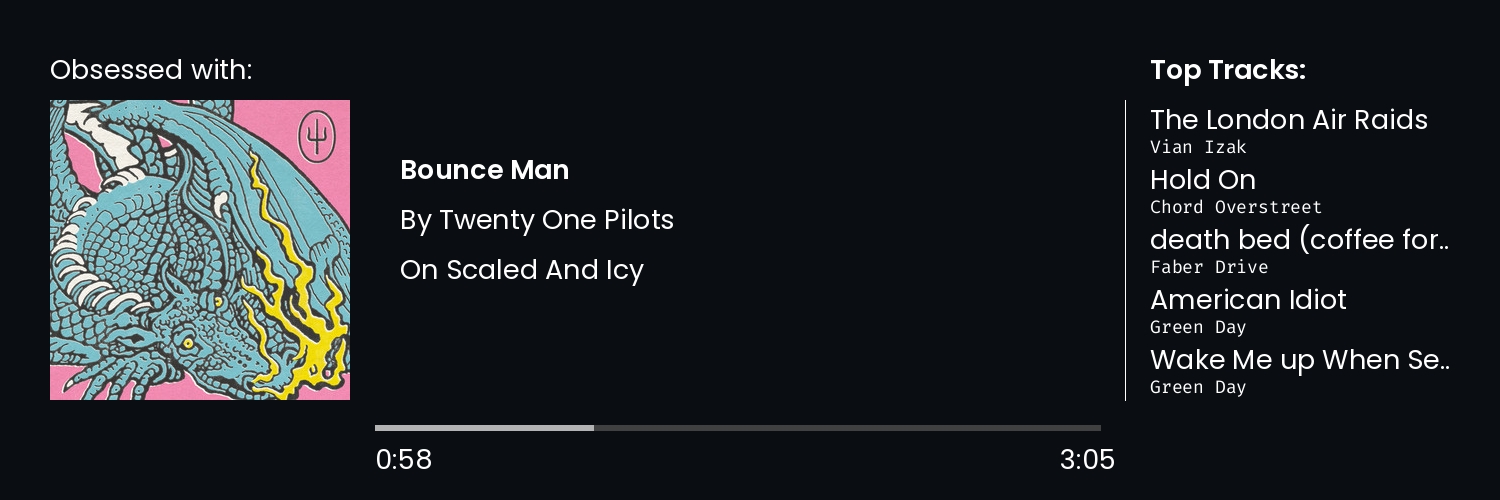 Obsessed with:
Bounce Man
By Twenty One Pilots
On Scaled And Icy
0:58
3:05
Top Tracks:
The London Air Raids
Vian Izak
Hold On
Chord Overstreet
death bed (coffee for..
Faber Drive
American Idiot
Green Day
Wake Me up When Se..
Green Day